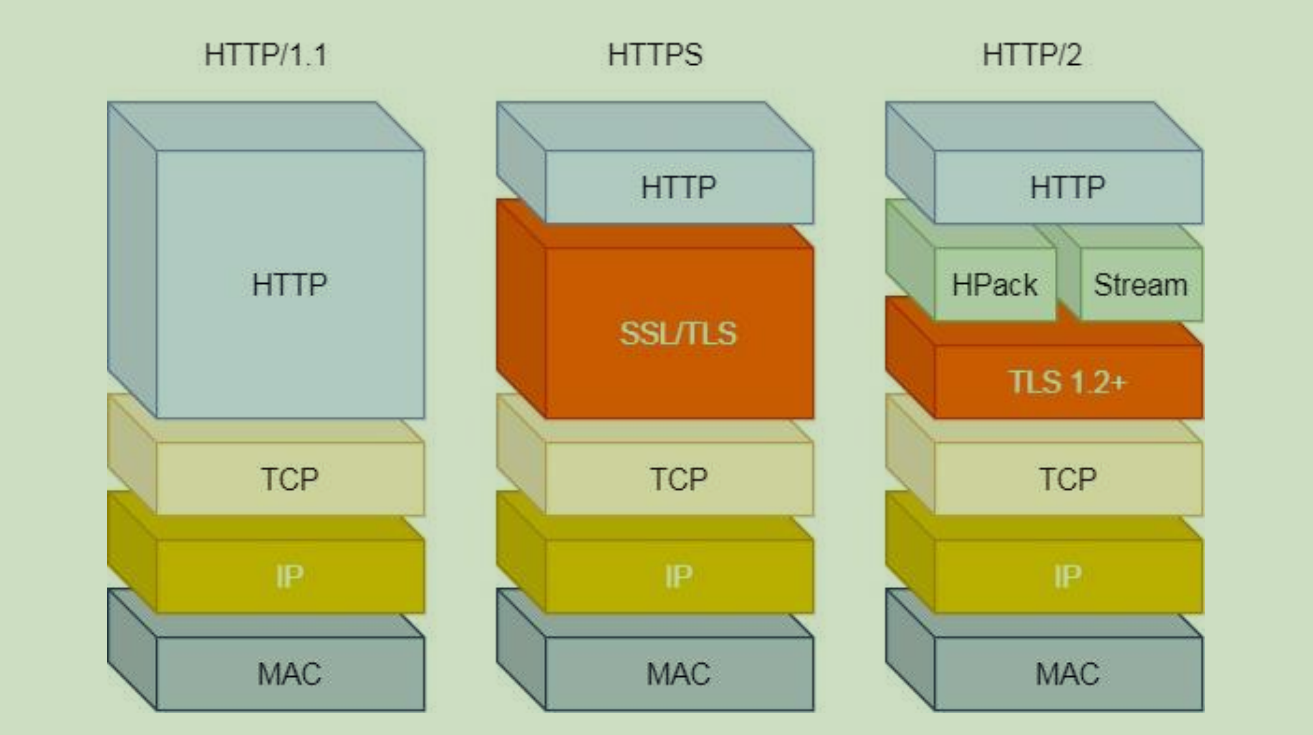 HTTP/1.1
HTTPS
HTTP/2
HTTP
HTTP
HTTP
HPack
Stream
SSL/TLS
TLS 1.2+
TCP
TCP
TCP
IP
IP
IP
MAC
MAC
MAC